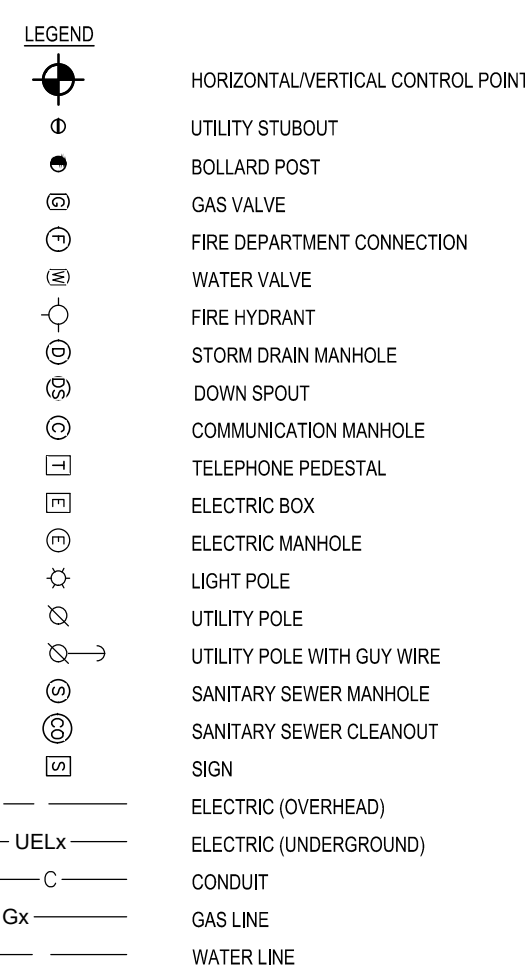 LEGEND
HORIZONTAL/VERTICAL CONTROL POINT
UTILITY STUBOUT
BOLLARD POST
G GAS VALVE
F FIRE DEPARTMENT CONNECTION
W WATER VALVE
FIRE HYDRANT
D STORM DRAIN MANHOLE
DS DOWN SPOUT
C COMMUNICATION MANHOLE
T TELEPHONE PEDESTAL
E ELECTRIC BOX
E ELECTRIC MANHOLE
LIGHT POLE
UTILITY POLE
UTILITY POLE WITH GUY WIRE
S SANITARY SEWER MANHOLE
CO SANITARY SEWER CLEANOUT
S SIGN
ELECTRIC (OVERHEAD)
UELx ELECTRIC (UNDERGROUND)
C CONDUIT
Gx GAS LINE
WATER LINE